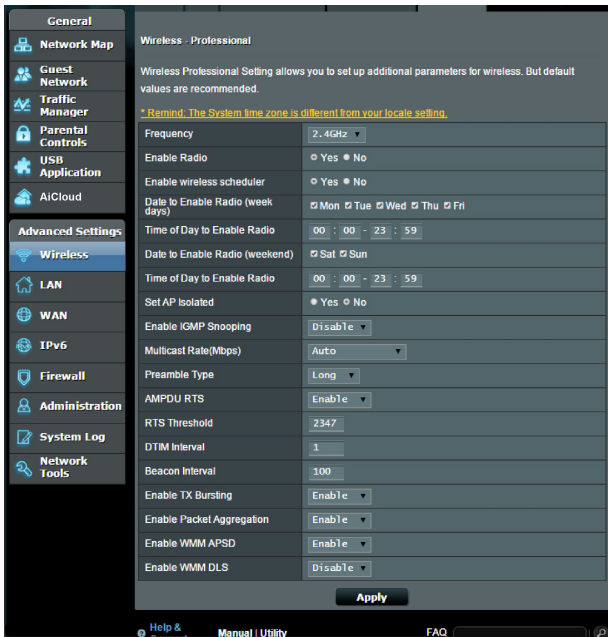 General
Network Map
Guest
Network
Traffic
Manager
Parental
Controls
USB
Application
AiCloud
Advanced Settings
Wireless
LAN
WAN
IPv6
Firewall
Administration
System Log
Network
Tools
Wireless - Professional
Wireless Professional Setting allows you to set up additional parameters for wireless. But default
values are recommended.
* Remind: The System time zone is different from your locale setting.
Frequency 2.4GHz
Enable Radio Yes No
Enable wireless scheduler Yes No
Date to Enable Radio (week
days) Mon Tue Wed Thu Fri
Time of Day to Enable Radio 00 : 00 - 23 : 59
Date to Enable Radio (weekend) Sat Sun
Time of Day to Enable Radio 00 : 00 - 23 : 59
Set AP Isolated Yes No
Enable IGMP Snooping Disable
Multicast Rate(Mbps) Auto
Preamble Type Long
AMPDU RTS Enable
RTS Threshold 2347
DTIM Interval 1
Beacon Interval 100
Enable TX Bursting Enable
Enable Packet Aggregation Enable
Enable WMM APSD Enable
Enable WMM DLS Disable
Apply
Help &
Manual | Utility
FAQ